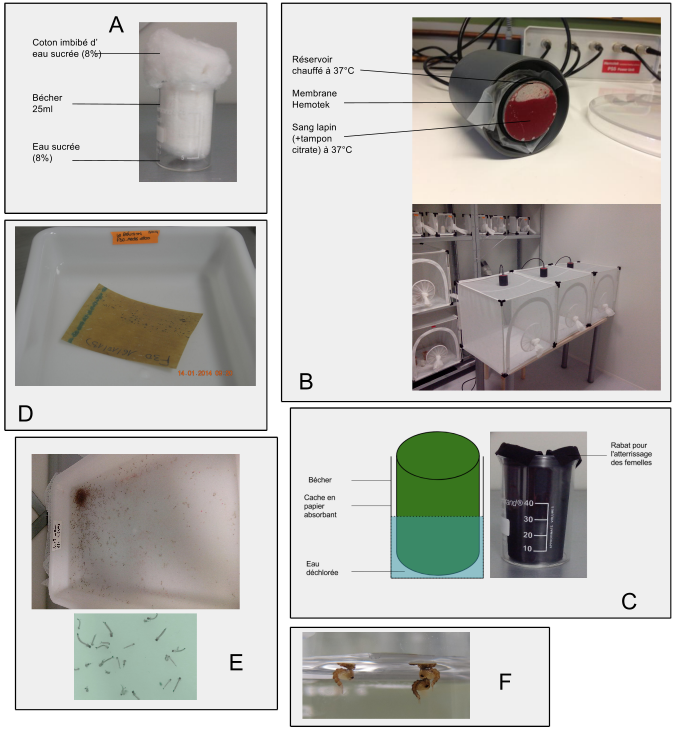 A
Coton imbibé d'
eau sucrée (8%)
Bécher
25ml
Eau sucrée
(8%)
Réservoir
chauffé à 37°C
Membrane
Hemotek
Sang lapin
(+tampon
citrate) à 37°C
B
14-01.2014
D
Bécher
Cache en
papier
absorbant
Eau
déchlorée
40
30
20
10
Rabat pour
l'atterrissage
des femelles
C
E
F